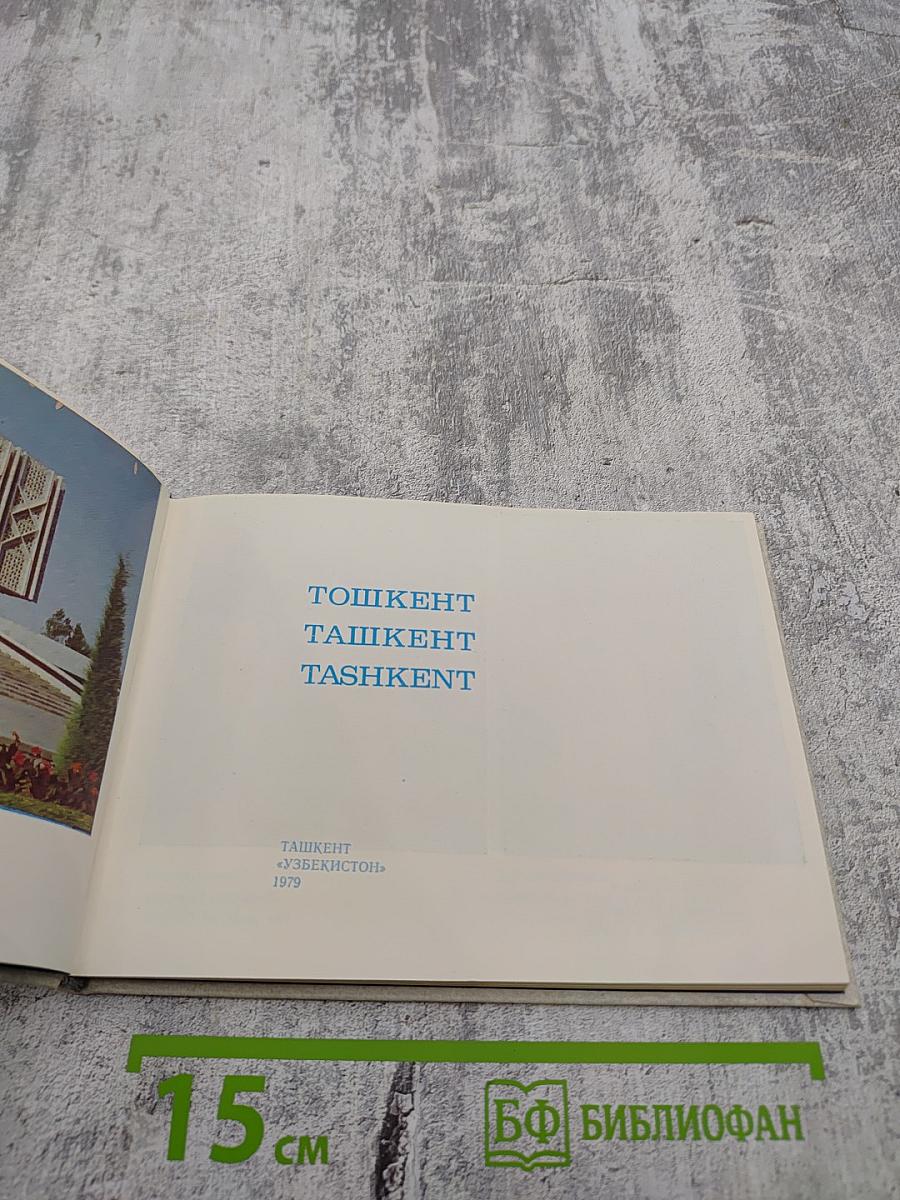 ТОШКЕНТ
ТАШКЕНТ
TASHKENT
ТАШКЕНТ
«УЗБЕКИСТОН»
1979
15 см
БФ БИБЛИОФАН